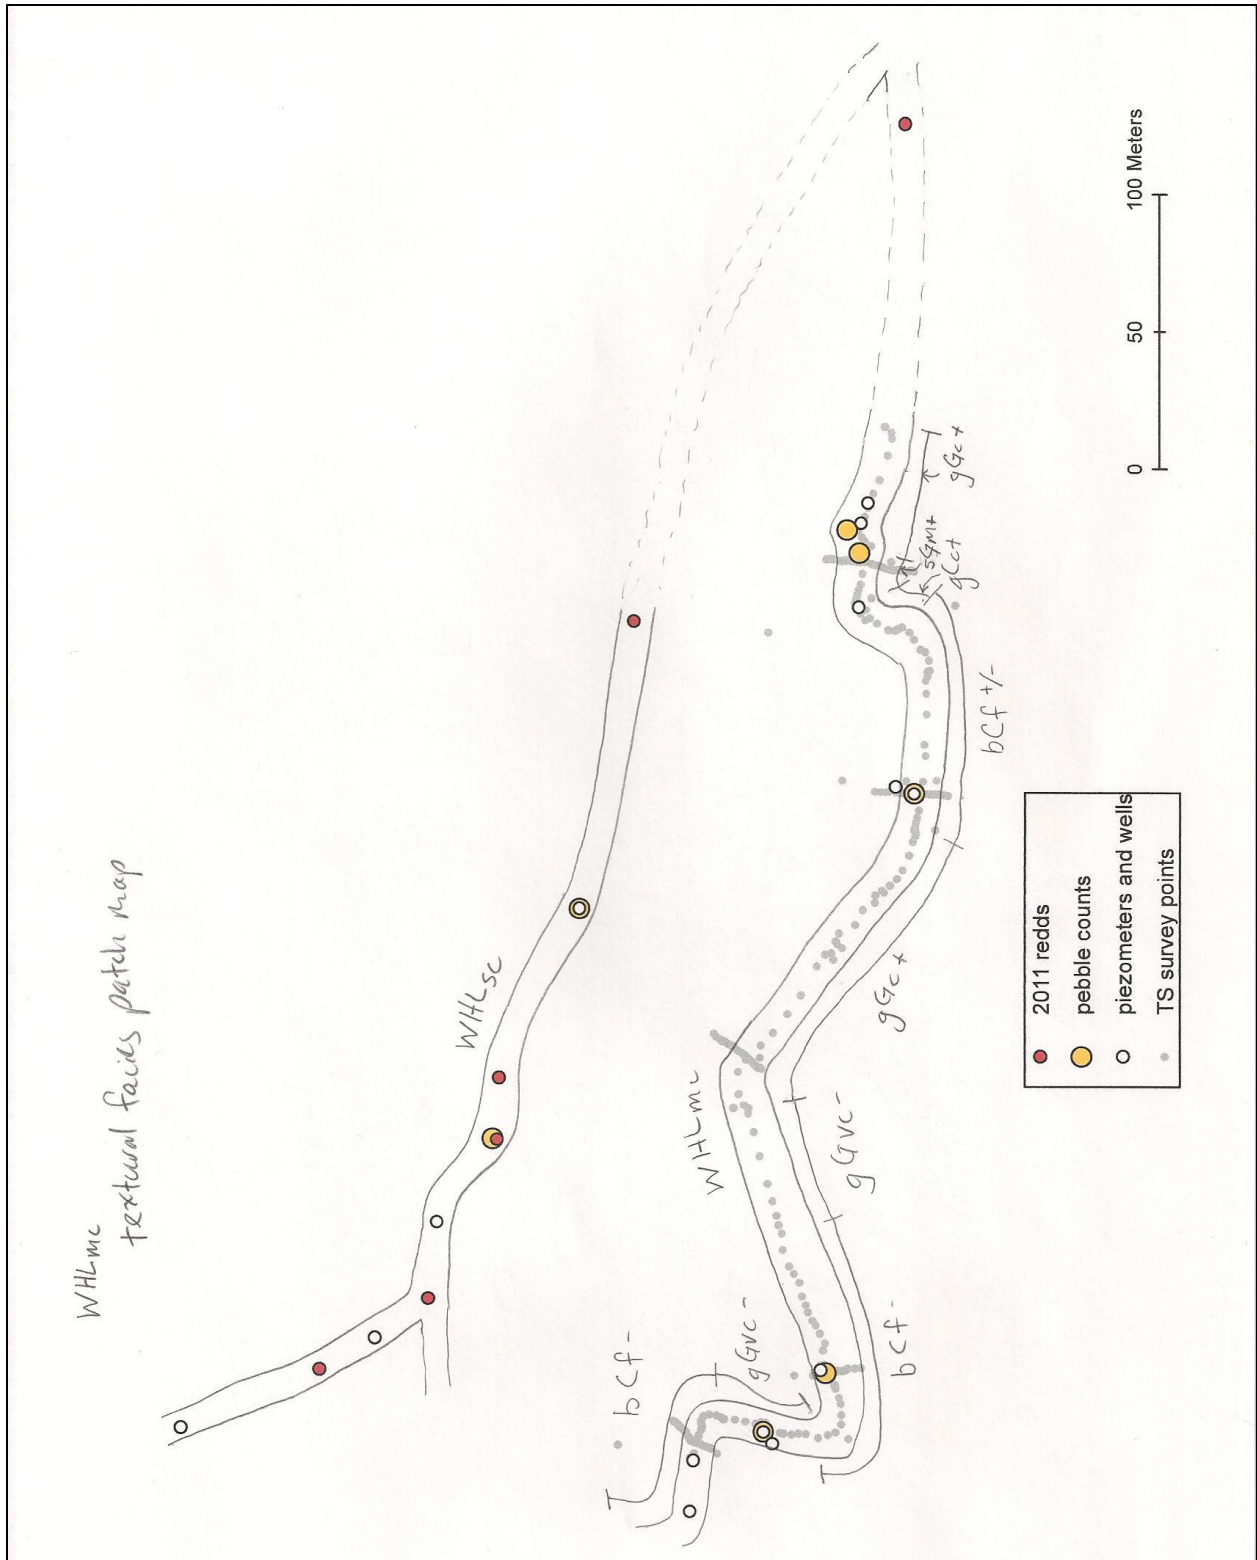 WHLmc
textural facies patch map
WHLsc
WHLmc
bCf-
gGvc-
bCf-
gGvc-
gGc+
bCf+/-
gCc+
sGm+
gGc+
0
50
100 Meters
2011 redds
pebble counts
piezometers and wells
TS survey points